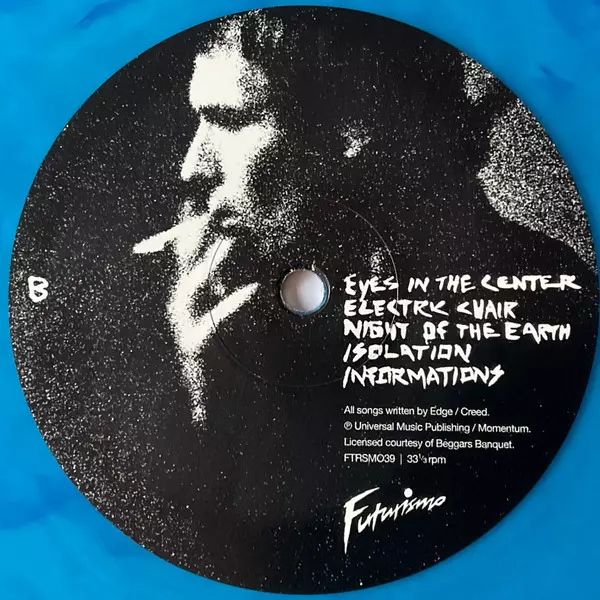 B
EYES IN THE CENTER
ELECTRIC CHAIR
NIGHT OF THE EARTH
ISOLATION
INFORMATIONS
All songs written by Edge / Creed.
℗ Universal Music Publishing / Momentum.
Licensed courtesy of Beggars Banquet.
FTRSMO39 | 33⅓ rpm
Futurismo